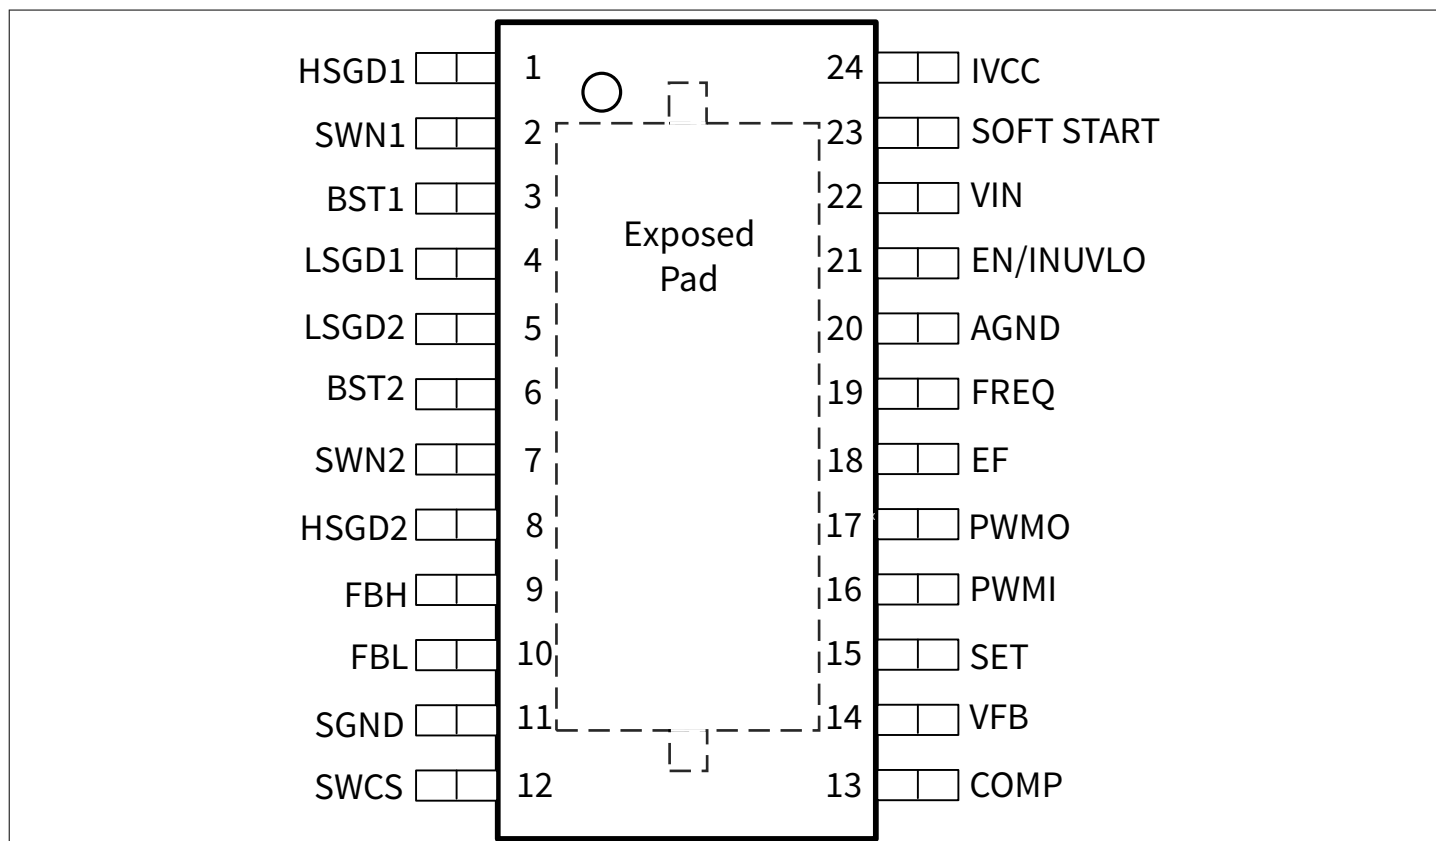 HSGD1 1 24 IVCC
SWN1 2 23 SOFT START
BST1 3 22 VIN
Exposed
Pad
LSGD1 4 21 EN/INUVLO
LSGD2 5 20 AGND
BST2 6 19 FREQ
SWN2 7 18 EF
HSGD2 8 17 PWMO
FBH 9 16 PWMI
FBL 10 15 SET
SGND 11 14 VFB
SWCS 12 13 COMP